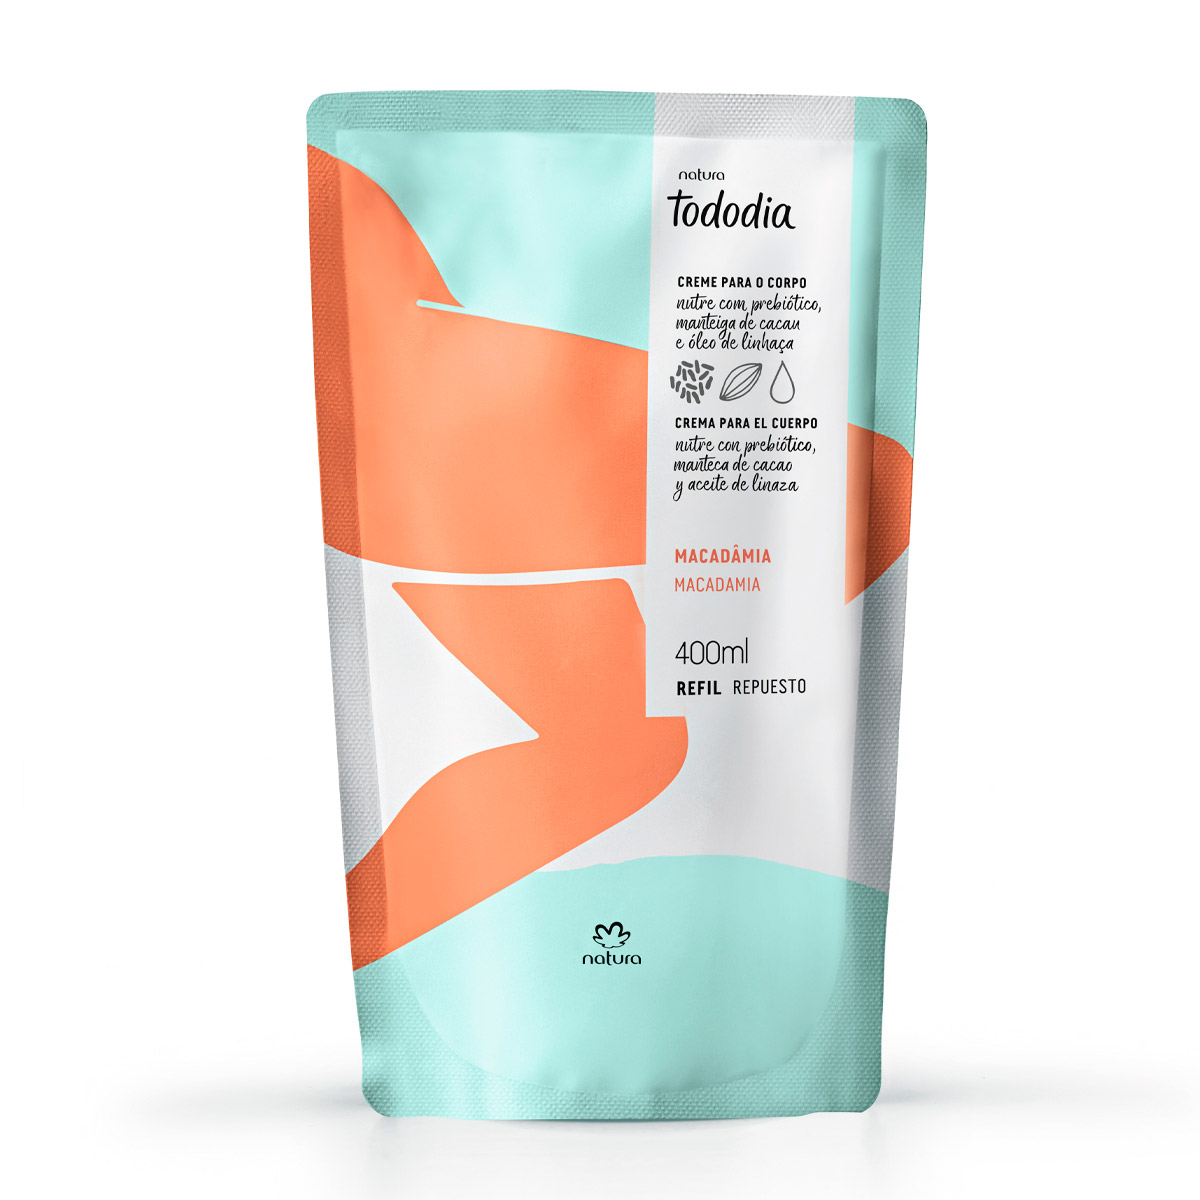 natura
tododia
CREME PARA O CORPO
nutre com prebiótico,
manteiga de cacau
e óleo de linhaça
CREMA PARA EL CUERPO
nutre con prebiótico,
manteca de cacao
y aceite de linaza
MACADÂMIA
MACADAMIA
400ml
REFIL REPUESTO
natura